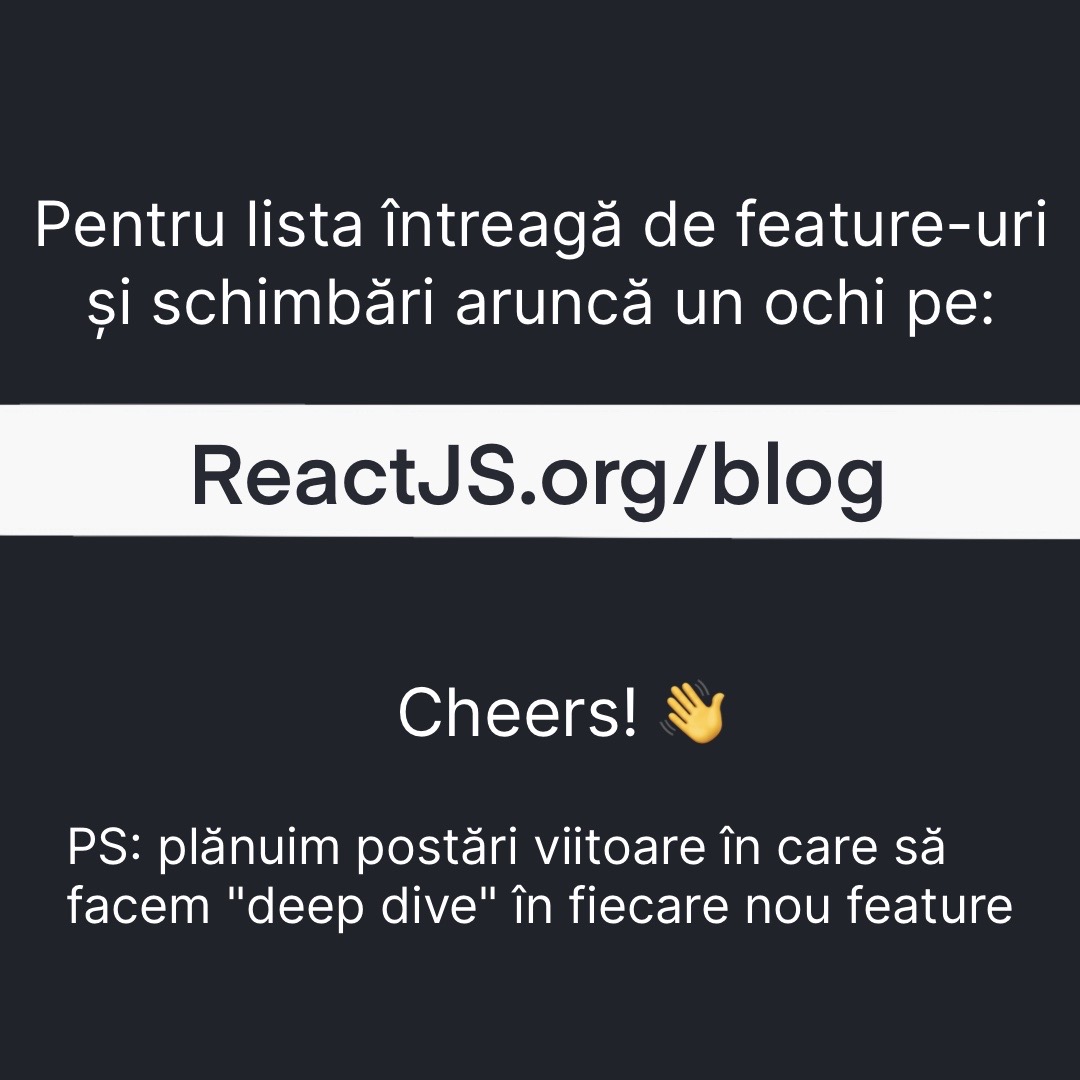 Pentru lista întreagă de feature-uri
și schimbări aruncă un ochi pe:
ReactJS.org/blog
Cheers! 👋
PS: plănuim postări viitoare în care să
facem "deep dive" în fiecare nou feature